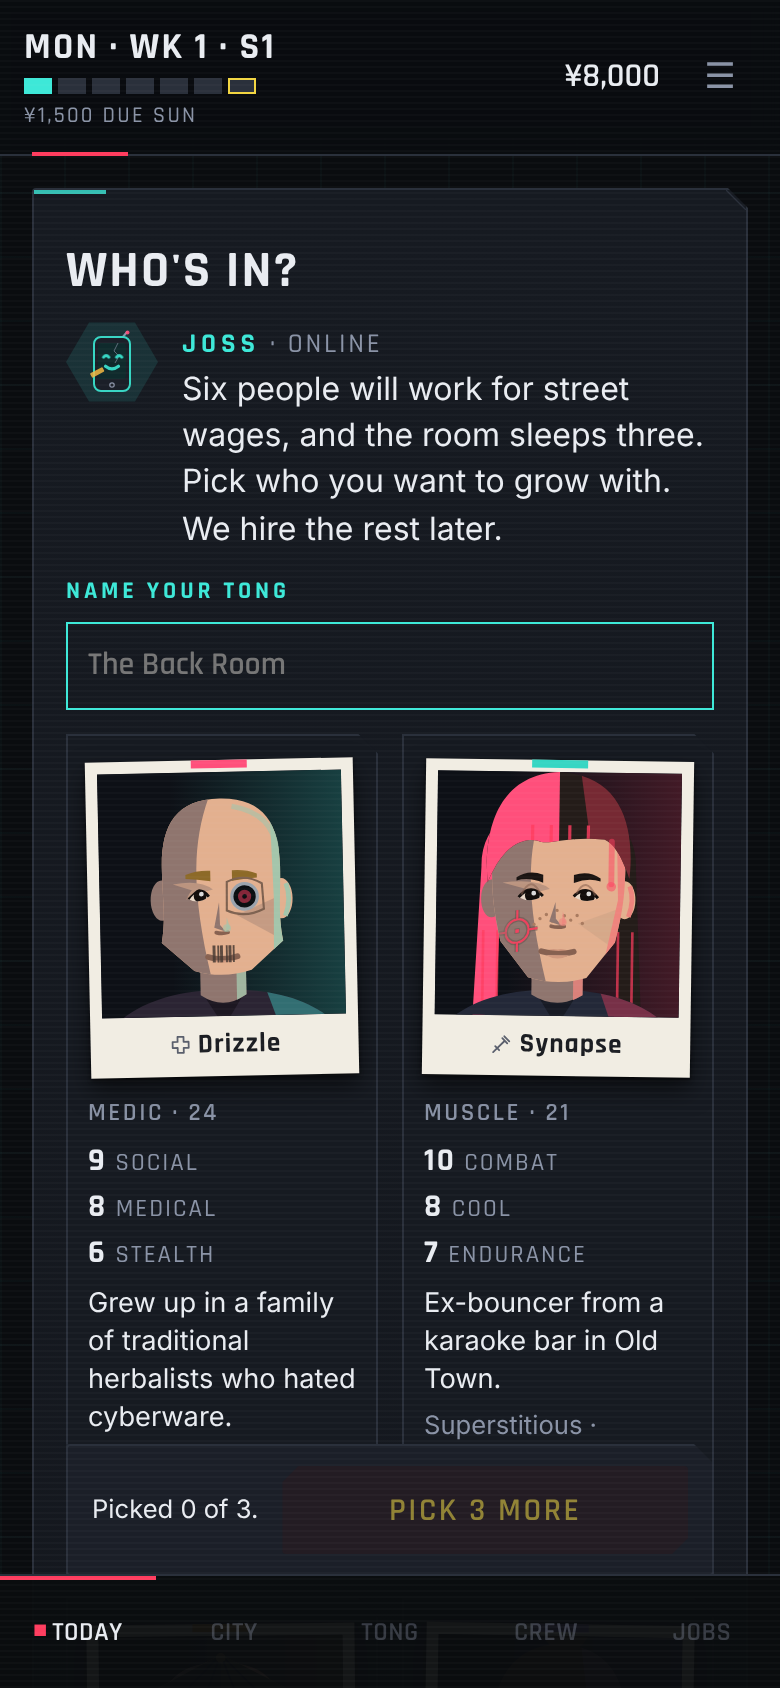 MON · WK 1 · S1
¥8,000
¥1,500 DUE SUN
WHO'S IN?
JOSS · ONLINE
Six people will work for street
wages, and the room sleeps three.
Pick who you want to grow with.
We hire the rest later.
NAME YOUR TONG
The Back Room
Drizzle
MEDIC · 24
9 SOCIAL
8 MEDICAL
6 STEALTH
Grew up in a family
of traditional
herbalists who hated
cyberware.
Synapse
MUSCLE · 21
10 COMBAT
8 COOL
7 ENDURANCE
Ex-bouncer from a
karaoke bar in Old
Town.
Superstitious ·
Picked 0 of 3.
PICK 3 MORE
TODAY CITY TONG CREW JOBS